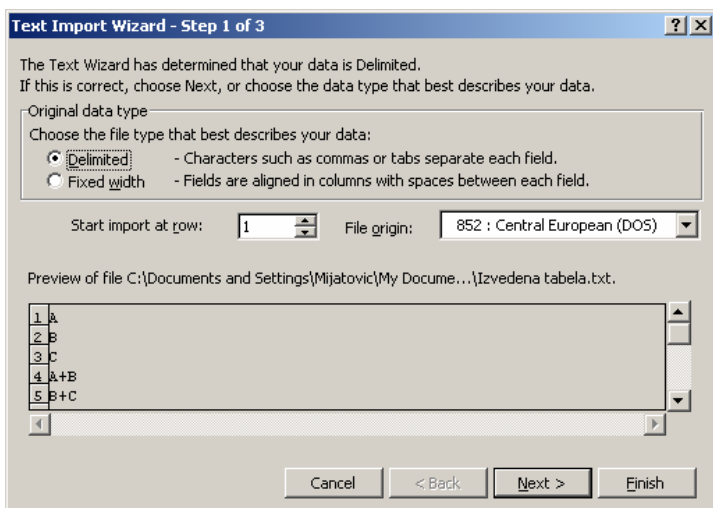 Text Import Wizard - Step 1 of 3
The Text Wizard has determined that your data is Delimited.
If this is correct, choose Next, or choose the data type that best describes your data.
Original data type
Choose the file type that best describes your data:
Delimited - Characters such as commas or tabs separate each field.
Fixed width - Fields are aligned in columns with spaces between each field.
Start import at row: 1 File origin: 852 : Central European (DOS)
Preview of file C:\Documents and Settings\Mijatovic\My Docume...\Izvedena tabela.txt.
1 A
2 B
3 C
4 A+B
5 B+C
Cancel < Back Next > Finish